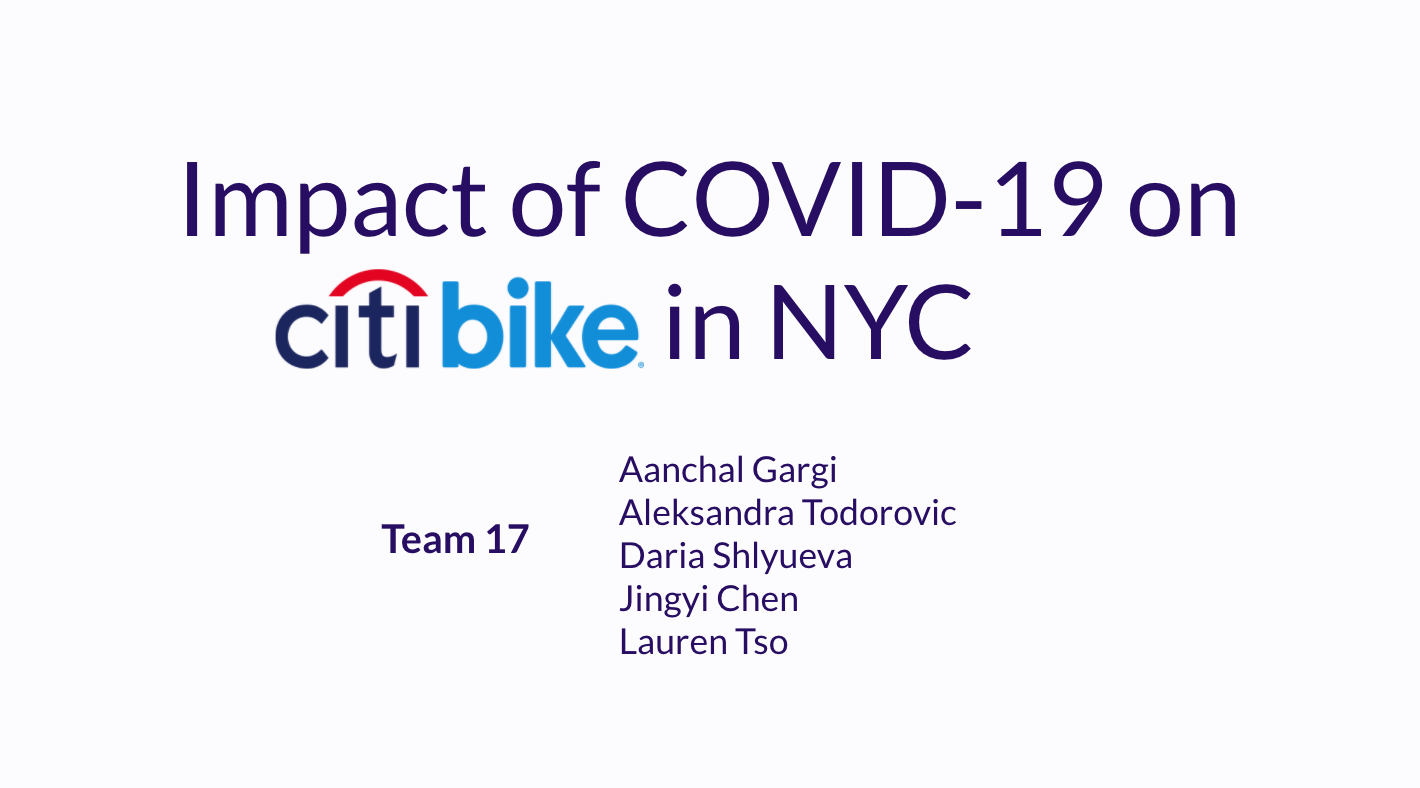 Impact of COVID-19 on
citi bike® in NYC
Team 17
Aanchal Gargi
Aleksandra Todorovic
Daria Shlyueva
Jingyi Chen
Lauren Tso